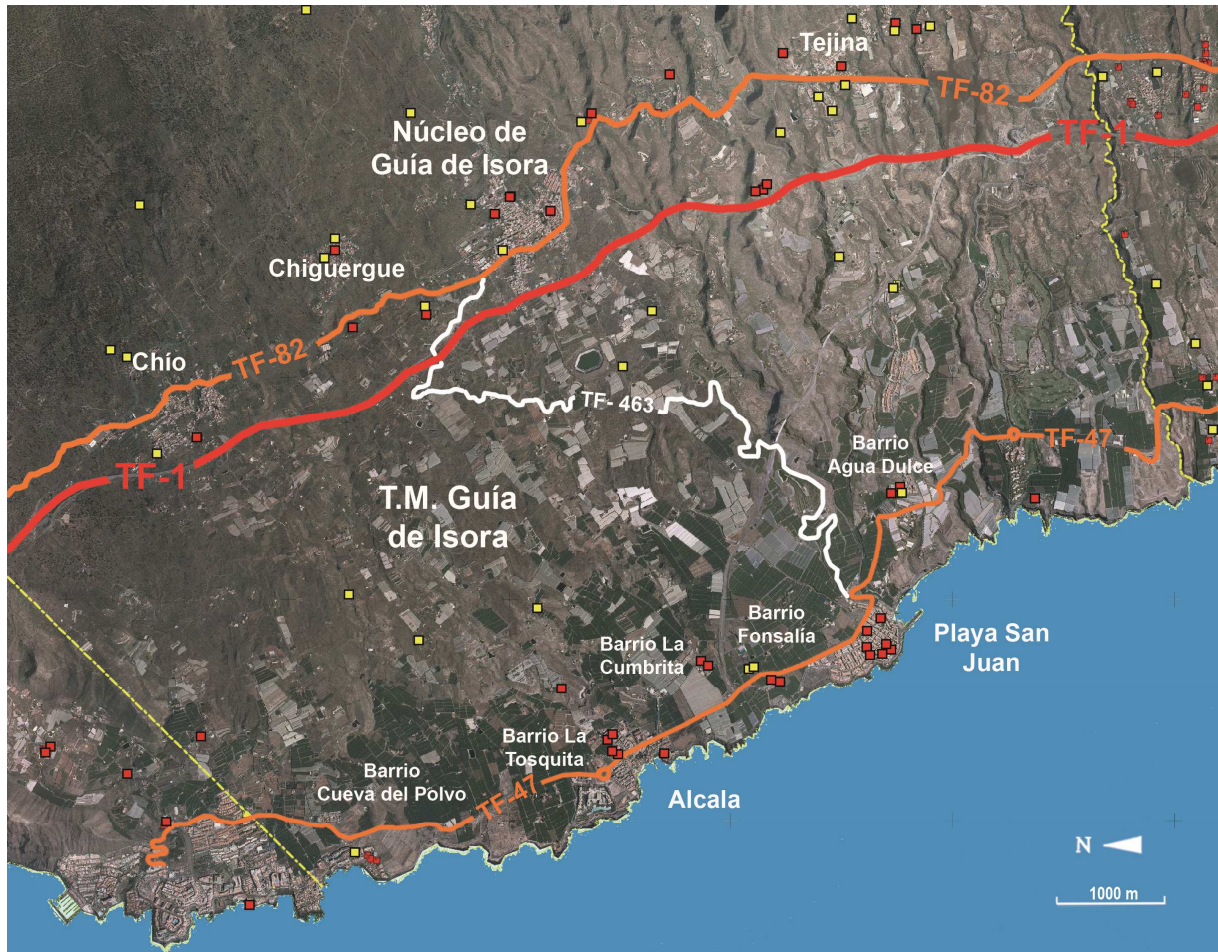 Tejina
TF-82
TF-1
Núcleo de
Guía de Isora
Chiguergue
TF-82
Chío
TF- 463
TF-1
Barrio
Agua Dulce
TF-47
T.M. Guía
de Isora
Barrio
Fonsalía
Playa San
Juan
Barrio La
Cumbrita
Barrio La
Tosquita
Barrio
Cueva del Polvo
TF-47
Alcala
N
1000 m